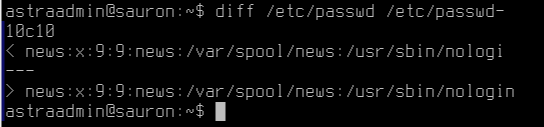 astraadmin@sauron:~$ diff /etc/passwd /etc/passwd-
10c10
< news:x:9:9:news:/var/spool/news:/usr/sbin/nologi
---
> news:x:9:9:news:/var/spool/news:/usr/sbin/nologin
astraadmin@sauron:~$